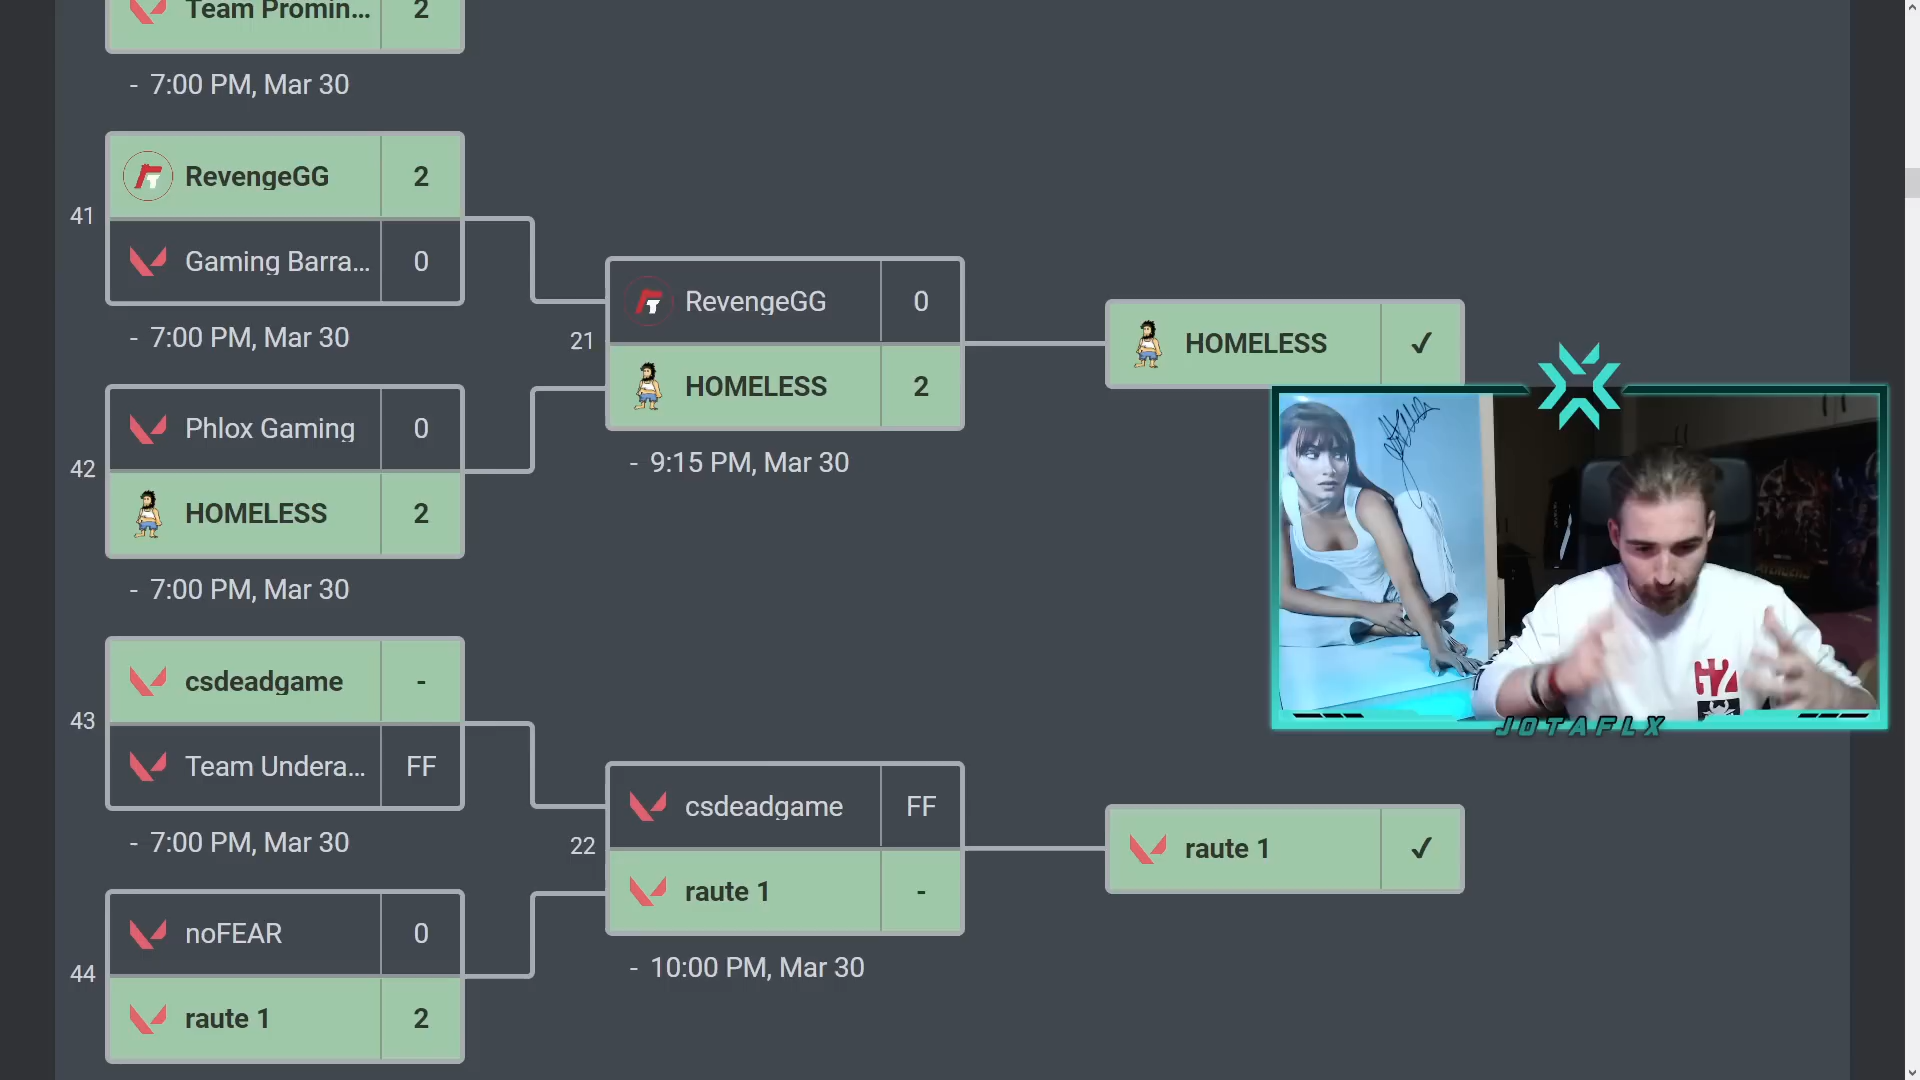 Team Promin... 2
- 7:00 PM, Mar 30
41
RevengeGG 2
Gaming Barra... 0
- 7:00 PM, Mar 30
42
Phlox Gaming 0
HOMELESS 2
- 7:00 PM, Mar 30
43
csdeadgame -
Team Undera... FF
- 7:00 PM, Mar 30
44
noFEAR 0
raute 1 2
21
RevengeGG 0
HOMELESS 2
- 9:15 PM, Mar 30
22
csdeadgame FF
raute 1 -
- 10:00 PM, Mar 30
HOMELESS ✓
raute 1 ✓
G2
JOTAFLX